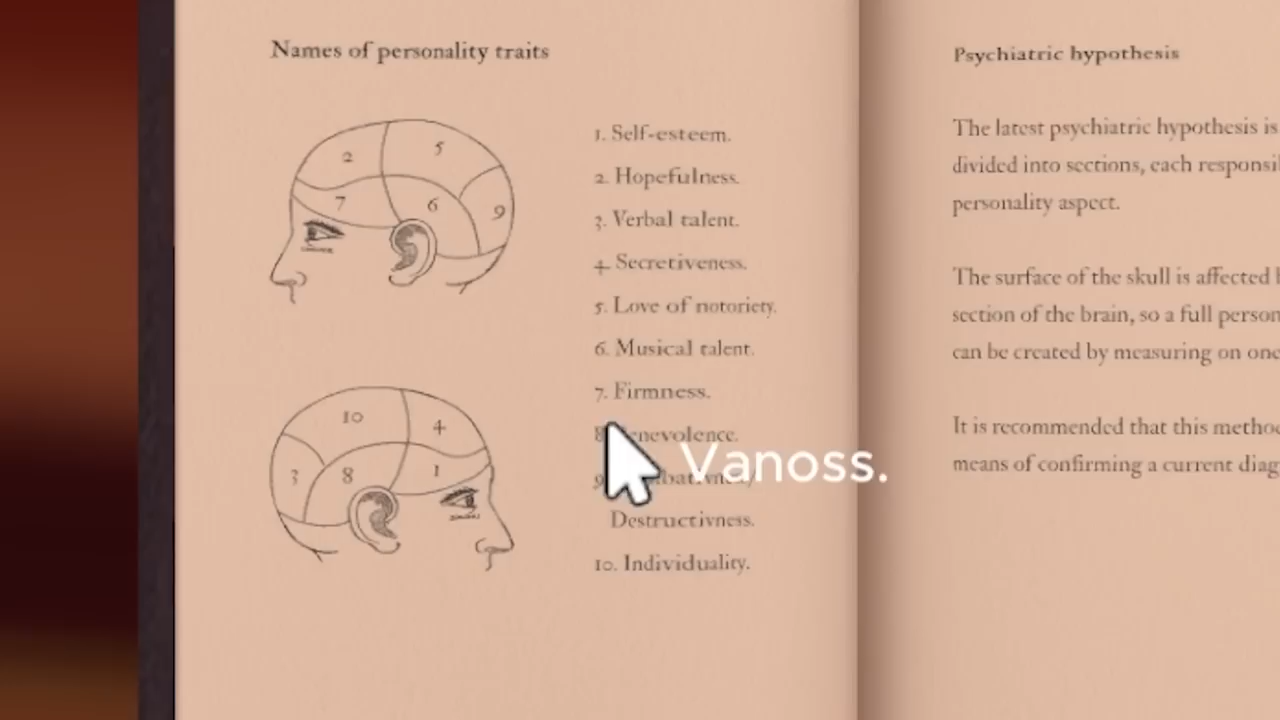 Names of personality traits
2
5
7
6
9
10
4
3
8
1
1. Self-esteem.
2. Hopefulness.
3. Verbal talent.
4. Secretiveness.
5. Love of notoriety.
6. Musical talent.
7. Firmness.
Vanoss.
Destructivness.
10. Individuality.
Psychiatric hypothesis
The latest psychiatric hypothesis is
divided into sections, each
personality aspect.
The surface of the skull is affected
section of the brain, so a full
can be created by measuring on one
It is recommended that this
means of confirming a current